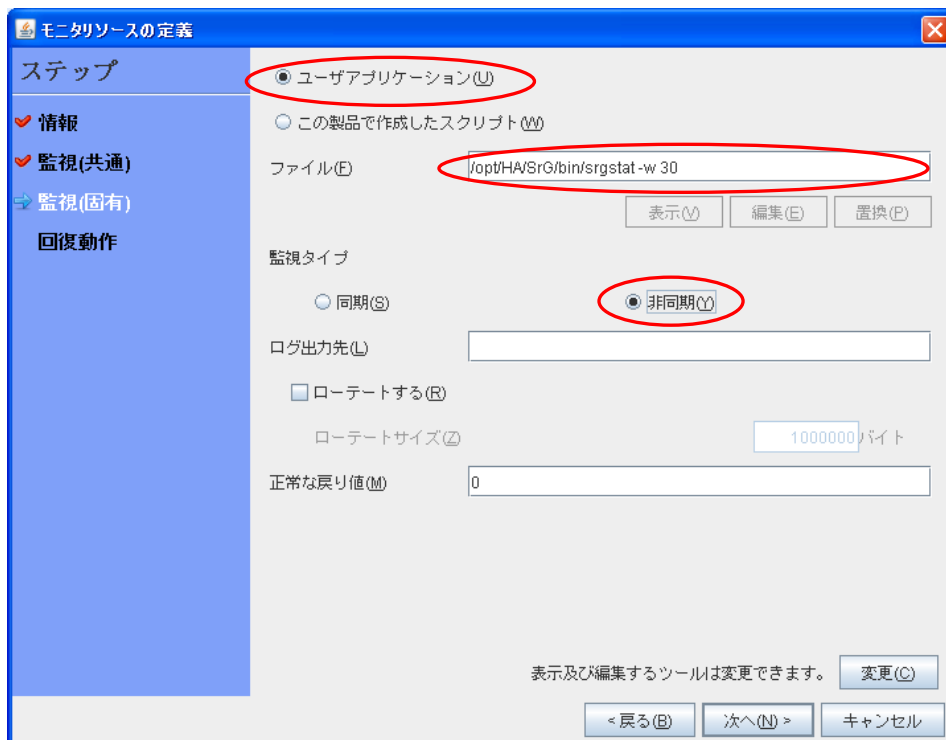 モニタリソースの定義
ステップ
情報
監視(共通)
監視(固有)
回復動作
ユーザアプリケーション(U)
この製品で作成したスクリプト(W)
ファイル(F) /opt/HA/SrG/bin/srgstat -w 30
表示(V) 編集(E) 置換(P)
監視タイプ
同期(S) 非同期(Y)
ログ出力先(L)
ローテートする(R)
ローテートサイズ(Z) 1000000 バイト
正常な戻り値(M) 0
表示及び編集するツールは変更できます。 変更(C)
< 戻る(B) 次へ(N) > キャンセル